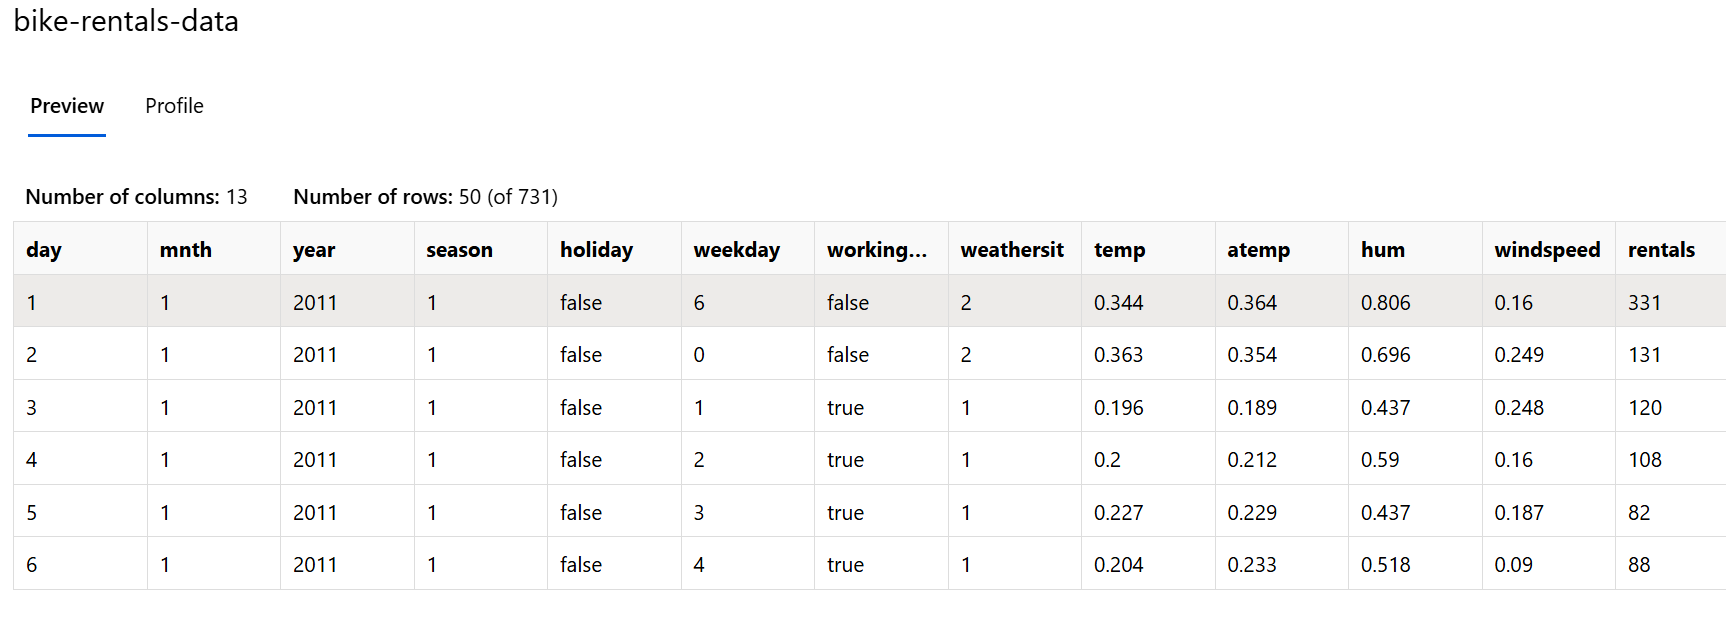 bike-rentals-data
Preview Profile
Number of columns: 13 Number of rows: 50 (of 731)
day mnth year season holiday weekday working... weathersit temp atemp hum windspeed rentals
1 1 2011 1 false 6 false 2 0.344 0.364 0.806 0.16 331
2 1 2011 1 false 0 false 2 0.363 0.354 0.696 0.249 131
3 1 2011 1 false 1 true 1 0.196 0.189 0.437 0.248 120
4 1 2011 1 false 2 true 1 0.2 0.212 0.59 0.16 108
5 1 2011 1 false 3 true 1 0.227 0.229 0.437 0.187 82
6 1 2011 1 false 4 true 1 0.204 0.233 0.518 0.09 88